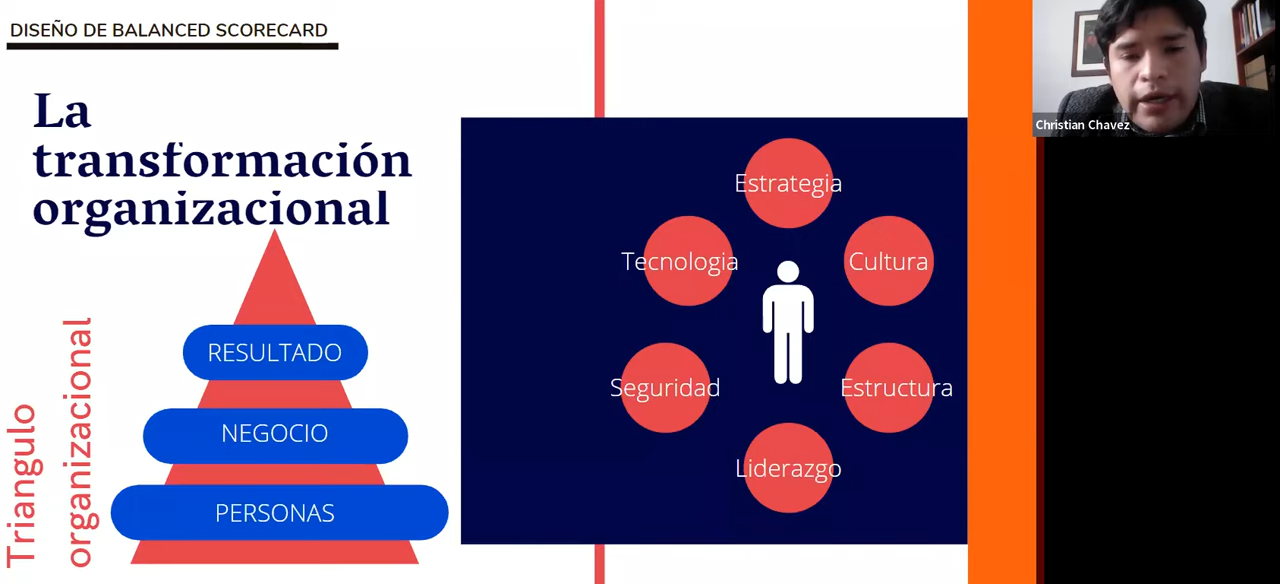 DISEÑO DE BALANCED SCORECARD
La
transformación
organizacional
Triangulo
organizacional
RESULTADO
NEGOCIO
PERSONAS
Estrategia
Tecnologia
Cultura
Seguridad
Estructura
Liderazgo
Christian Chavez